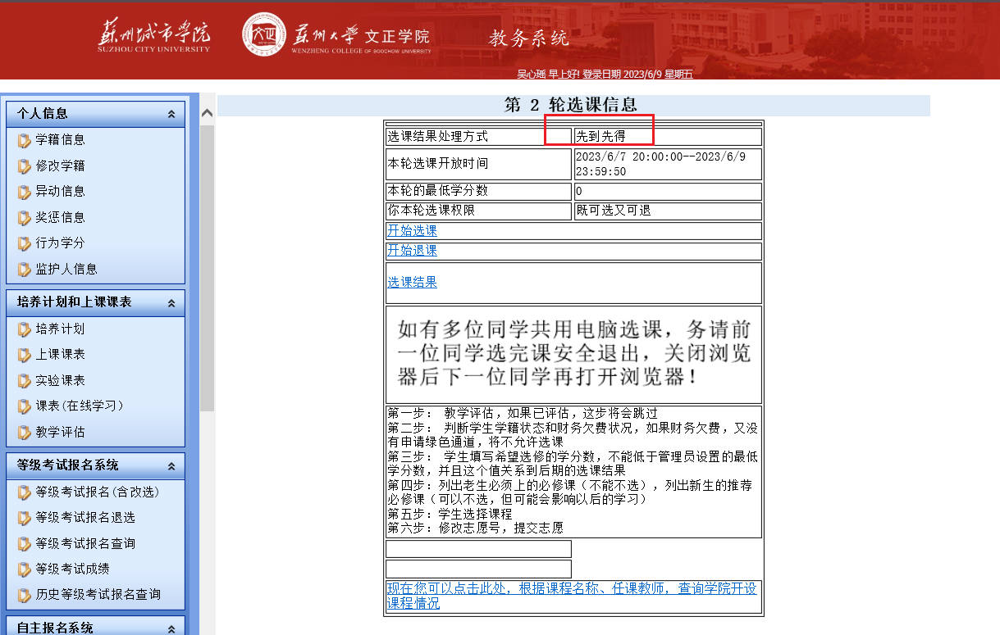 蘇州城市学院
SUZHOU CITY UNIVERSITY
蘇州大學 文正学院
WENZHENG COLLEGE OF SOOCHOW UNIVERSITY
教务系统
吴心瑶 早上好! 登录日期 2023/6/9 星期五
个人信息
学籍信息
修改学籍
异动信息
奖惩信息
行为学分
监护人信息
培养计划和上课课表
培养计划
上课课表
实验课表
课表(在线学习)
教学评估
等级考试报名系统
等级考试报名(含改选)
等级考试报名退选
等级考试报名查询
等级考试成绩
历史等级考试报名查询
自主报名系统
第 2 轮选课信息
选课结果处理方式 先到先得
本轮选课开放时间 2023/6/7 20:00:00--2023/6/9
23:59:50
本轮的最低学分数 0
你本轮选课权限 既可选又可退
开始选课
开始退课
选课结果
如有多位同学共用电脑选课，务请前
一位同学选完课安全退出，关闭浏览
器后下一位同学再打开浏览器！
第一步： 教学评估，如果已评估，这步将会跳过
第二步： 判断学生学籍状态和财务欠费状况，如果财务欠费，又没
有申请绿色通道，将不允许选课
第三步： 学生填写希望选修的学分数，不能低于管理员设置的最低
学分数，并且这个值关系到后期的选课结果
第四步：列出老生必须上的必修课（不能不选），列出新生的推荐
必修课（可以不选，但可能会影响以后的学习）
第五步：学生选择课程
第六步：修改志愿号，提交志愿
现在您可以点击此处，根据课程名称、任课教师，查询学院开设
课程情况